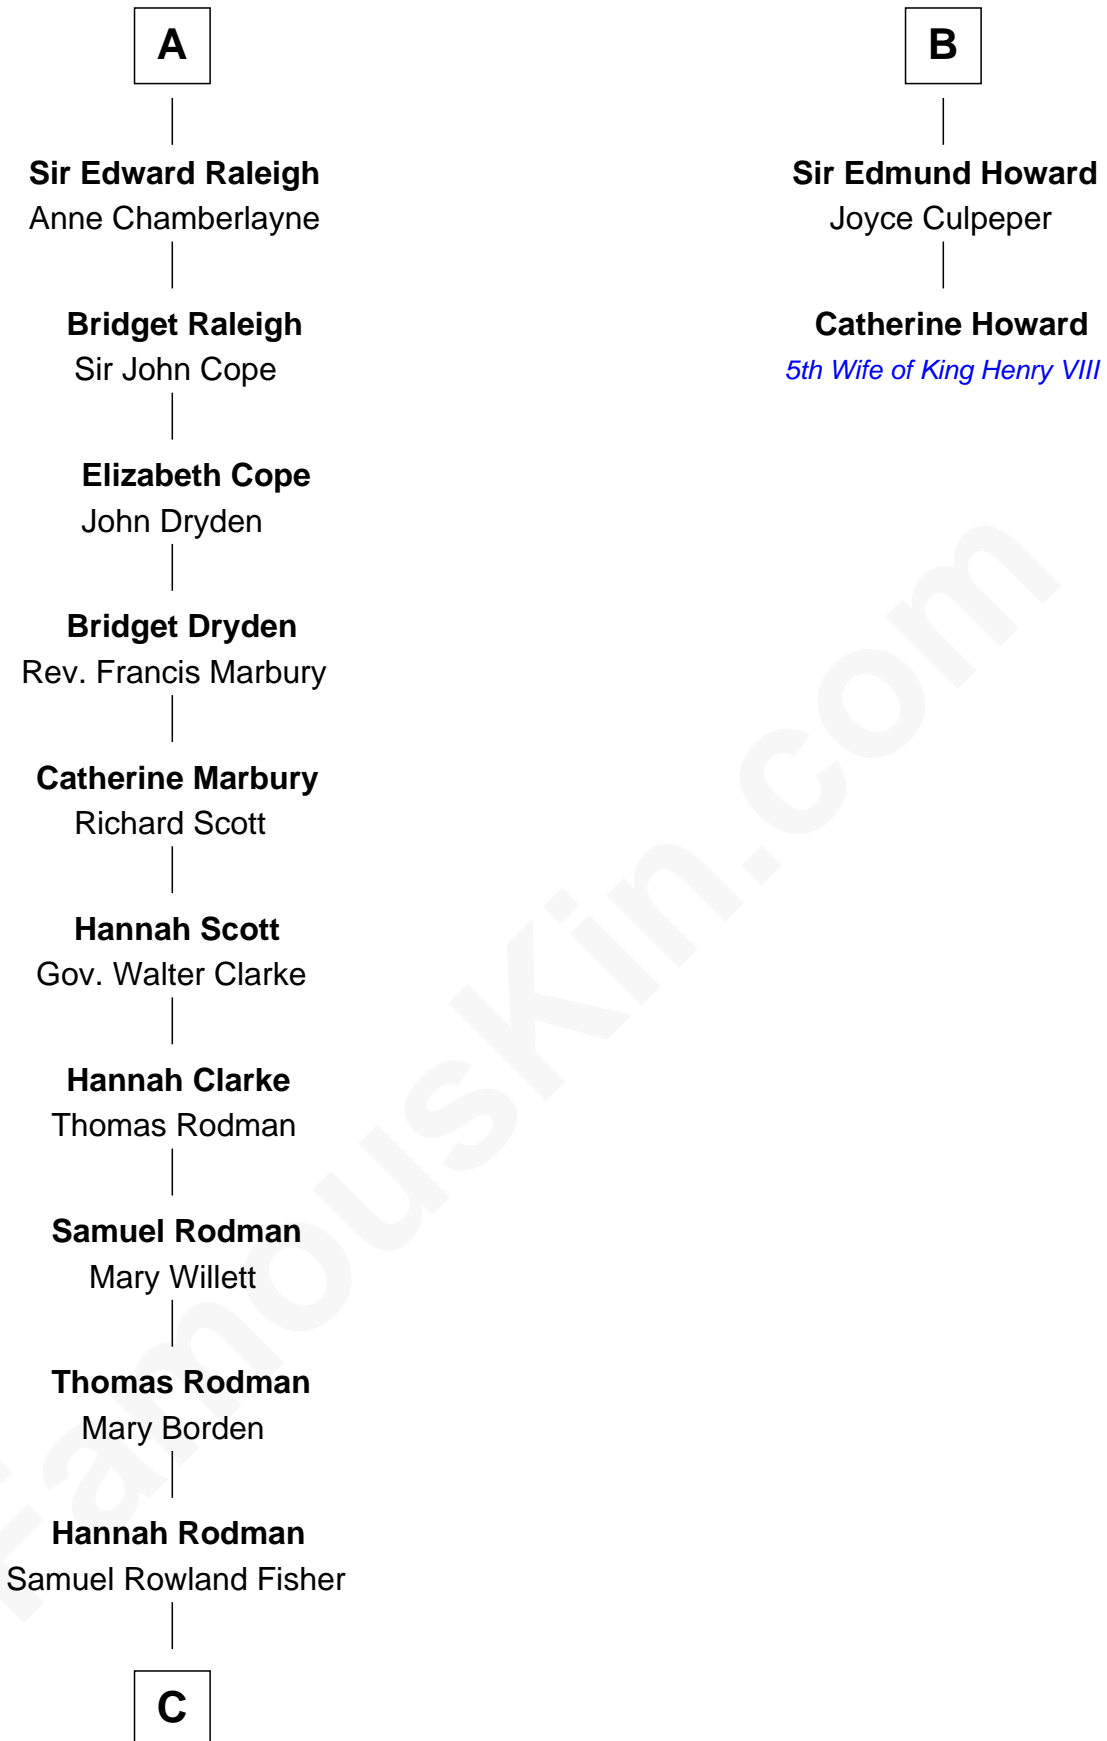 A
Sir Edward Raleigh
Anne Chamberlayne
Bridget Raleigh
Sir John Cope
Elizabeth Cope
John Dryden
Bridget Dryden
Rev. Francis Marbury
Catherine Marbury
Richard Scott
Hannah Scott
Gov. Walter Clarke
Hannah Clarke
Thomas Rodman
Samuel Rodman
Mary Willett
Thomas Rodman
Mary Borden
Hannah Rodman
Samuel Rowland Fisher
C
B
Sir Edmund Howard
Joyce Culpeper
Catherine Howard
5th Wife of King Henry VIII
FamousKin.com